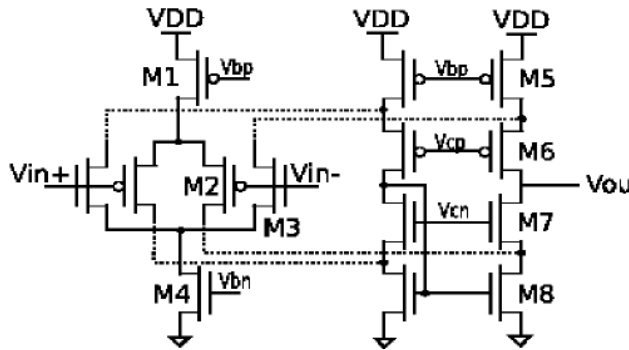 VDD VDD VDD
M1 Vbp Vbp M5
Vcp M6
Vin+ M2 Vin- Vou
M3 Vcn M7
M4 Vbn M8